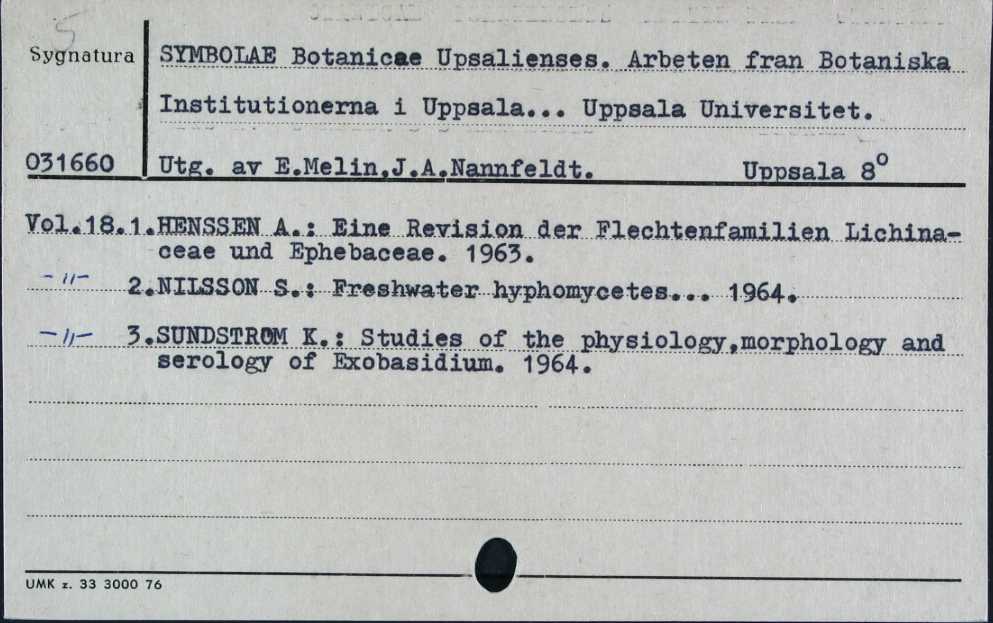 5
Sygnatura SYMBOLAE Botanicae Upsalienses. Arbeten fran Botaniska
Institutionerna i Uppsala... Uppsala Universitet.
031660 Utg. av E.Melin,J.A.Nannfeldt. Uppsala 8°
Vol.18.1.HENSSEN A.: Eine Revision der Flechtenfamilien Lichina-
ceae und Ephebaceae. 1963.
-"- 2.NILSSON S.: Freshwater hyphomycetes... 1964.
-"- 3.SUNDSTROM K.: Studies of the physiology,morphology and
serology of Exobasidium. 1964.
UMK z. 33 3000 76